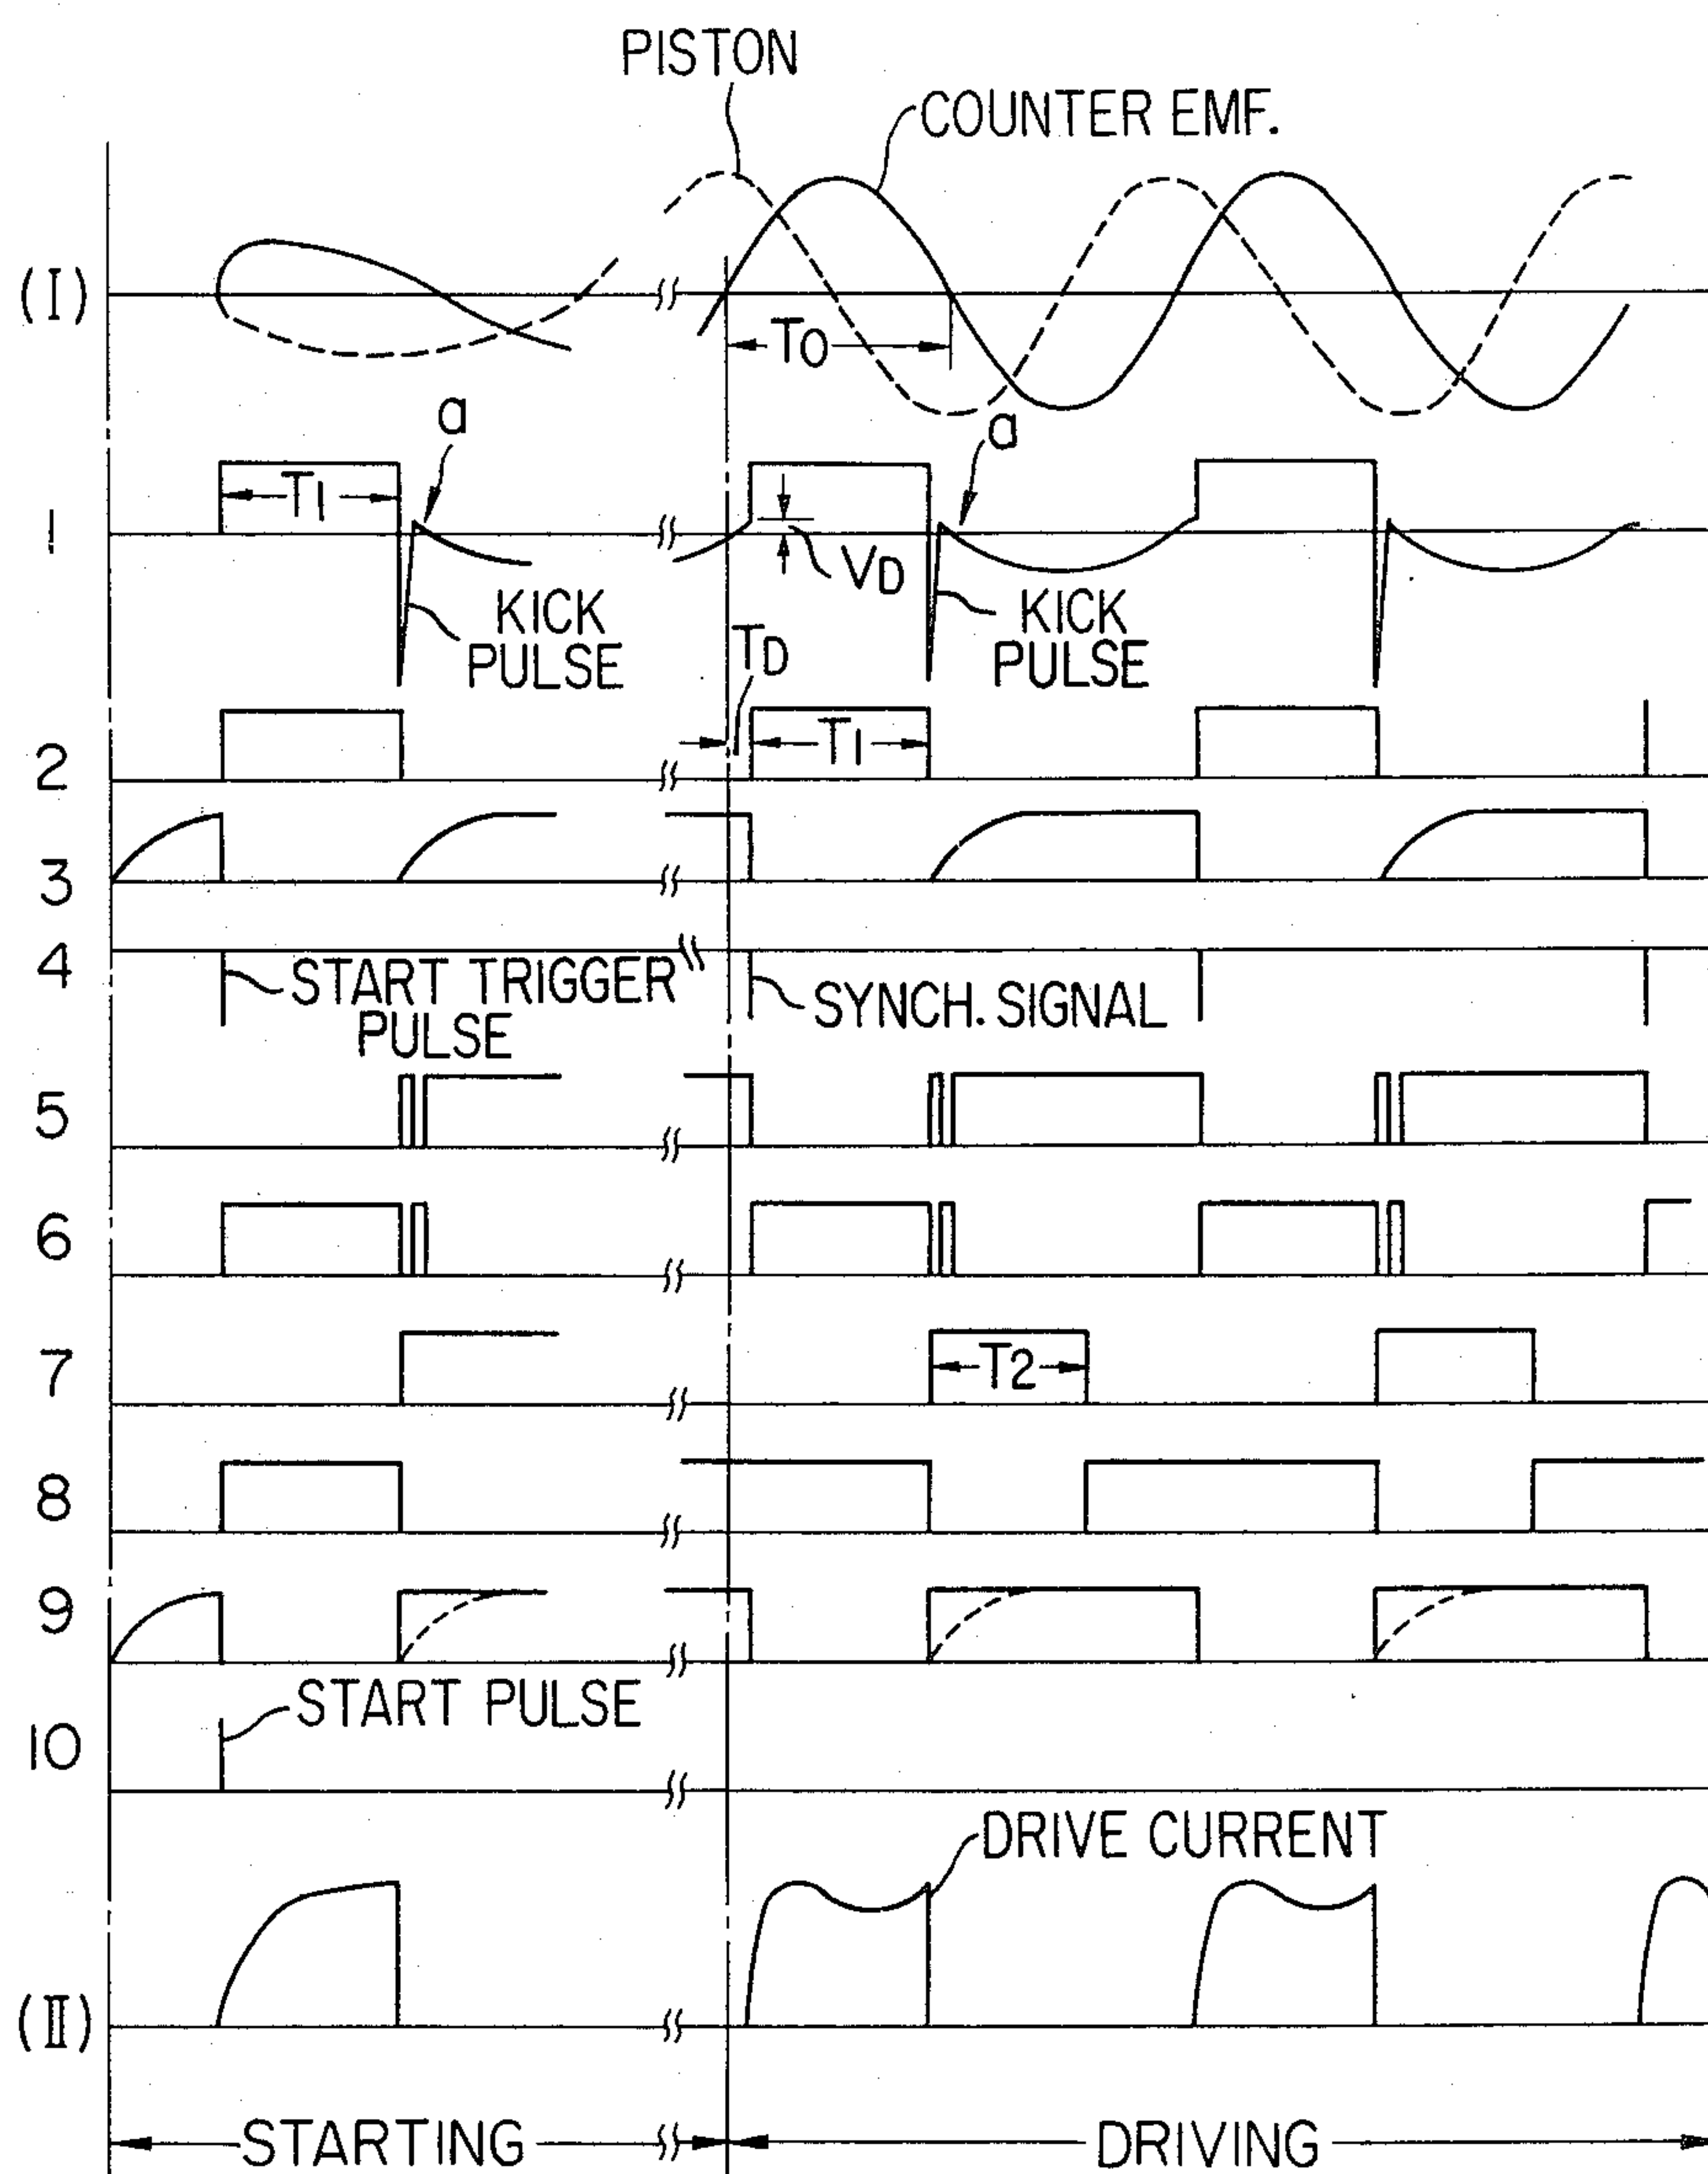 PISTON
COUNTER EMF.
(I)
T0
a
a
T1
1
VD
KICK
PULSE
KICK
PULSE
TD
2
T1
3
4
START TRIGGER
PULSE
SYNCH. SIGNAL
5
6
7
T2
8
9
START PULSE
10
DRIVE CURRENT
(II)
STARTING
DRIVING